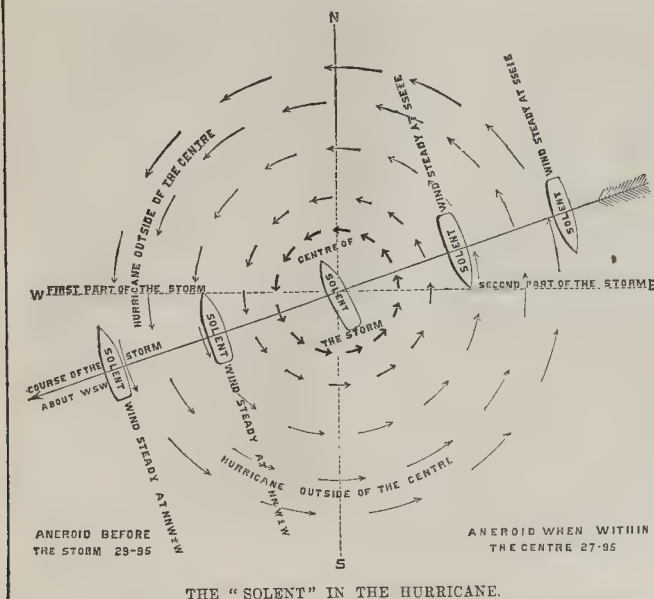 N
WIND STEADY AT SSE½E
WIND STEADY AT SSE½E
HURRICANE OUTSIDE OF THE CENTRE
CENTRE OF
THE STORM
SOLENT
SOLENT
SOLENT
W
FIRST PART OF THE STORM
SECOND PART OF THE STORM
E
HURRICANE OUTSIDE OF THE CENTRE
SOLENT
SOLENT
COURSE OF THE STORM
ABOUT WSW
WIND STEADY AT NNW½W
WIND STEADY AT NNW½W
ANEROID BEFORE
THE STORM 29·95
ANEROID WHEN WITHIN
THE CENTRE 27·95
S
THE "SOLENT" IN THE HURRICANE.